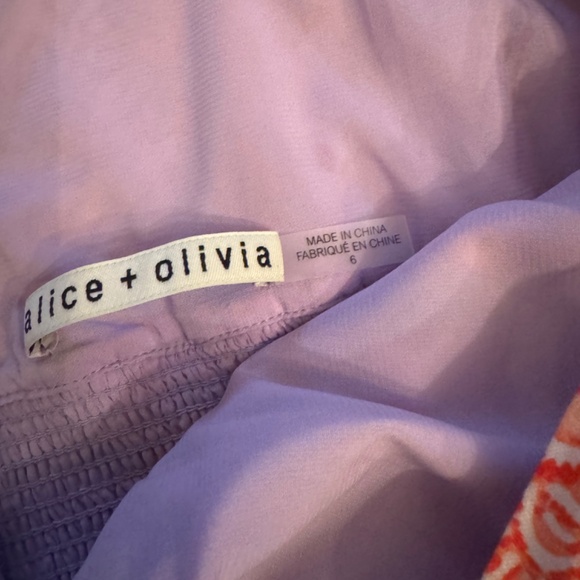 alice + olivia
MADE IN CHINA
FABRIQUÉ EN CHINE
6